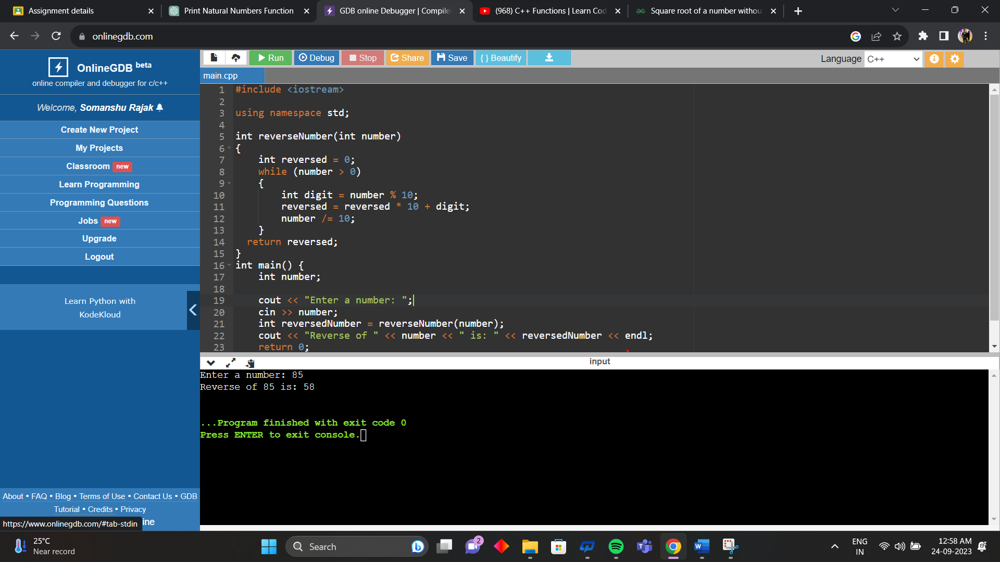 Assignment details
Print Natural Numbers Function
GDB online Debugger | Compile
(968) C++ Functions | Learn Cod
Square root of a number withou
onlinegdb.com
OnlineGDB beta
online compiler and debugger for c/c++
Welcome, Somanshu Rajak
Create New Project
My Projects
Classroom new
Learn Programming
Programming Questions
Jobs new
Upgrade
Logout
Learn Python with
KodeKloud
About • FAQ • Blog • Terms of Use • Contact Us • GDB
Tutorial • Credits • Privacy
ine
https://www.onlinegdb.com/#tab-stdin
Run
Debug
Stop
Share
Save
{ } Beautify
Language C++
main.cpp
1 #include <iostream>
2
3 using namespace std;
4
5 int reverseNumber(int number)
6 {
7     int reversed = 0;
8     while (number > 0)
9     {
10         int digit = number % 10;
11         reversed = reversed * 10 + digit;
12         number /= 10;
13     }
14   return reversed;
15 }
16 int main() {
17     int number;
18
19     cout << "Enter a number: ";
20     cin >> number;
21     int reversedNumber = reverseNumber(number);
22     cout << "Reverse of " << number << " is: " << reversedNumber << endl;
23     return 0;
input
Enter a number: 85
Reverse of 85 is: 58
...Program finished with exit code 0
Press ENTER to exit console.
25°C
Near record
Search
2
ENG
IN
12:58 AM
24-09-2023